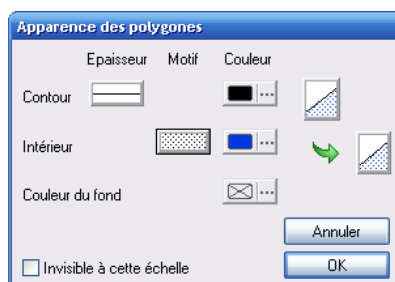 Apparence des polygones
Epaisseur Motif Couleur
Contour
Intérieur
Couleur du fond
Annuler
Invisible à cette échelle OK